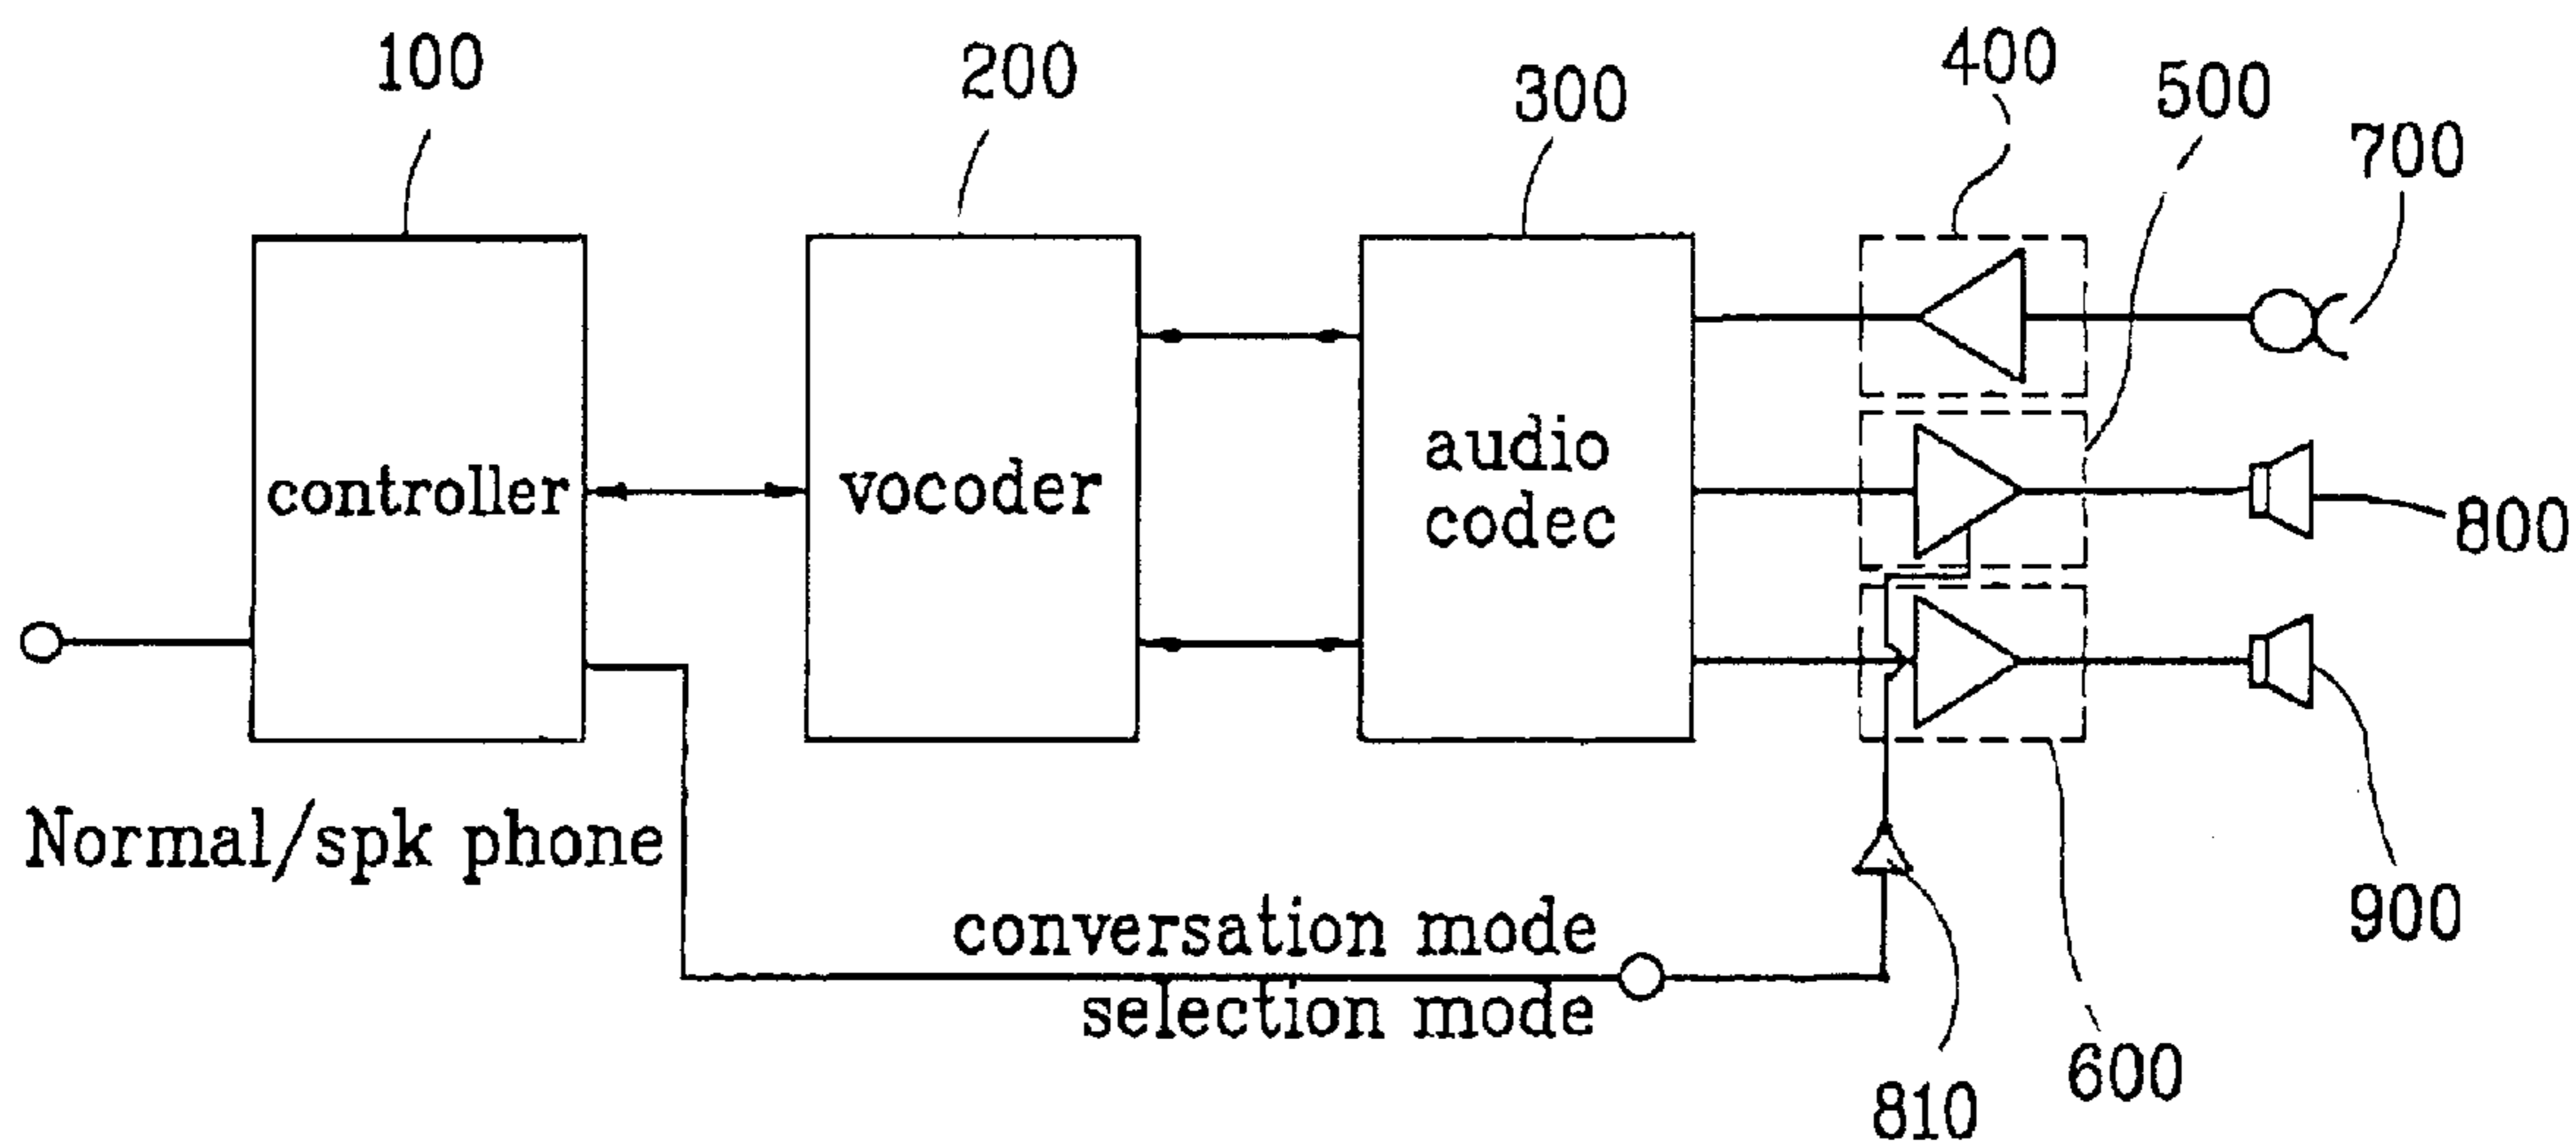 100
200
300
400
500
700
controller
vocoder
audio
codec
800
Normal/spk phone
conversation mode
selection mode
900
600
810